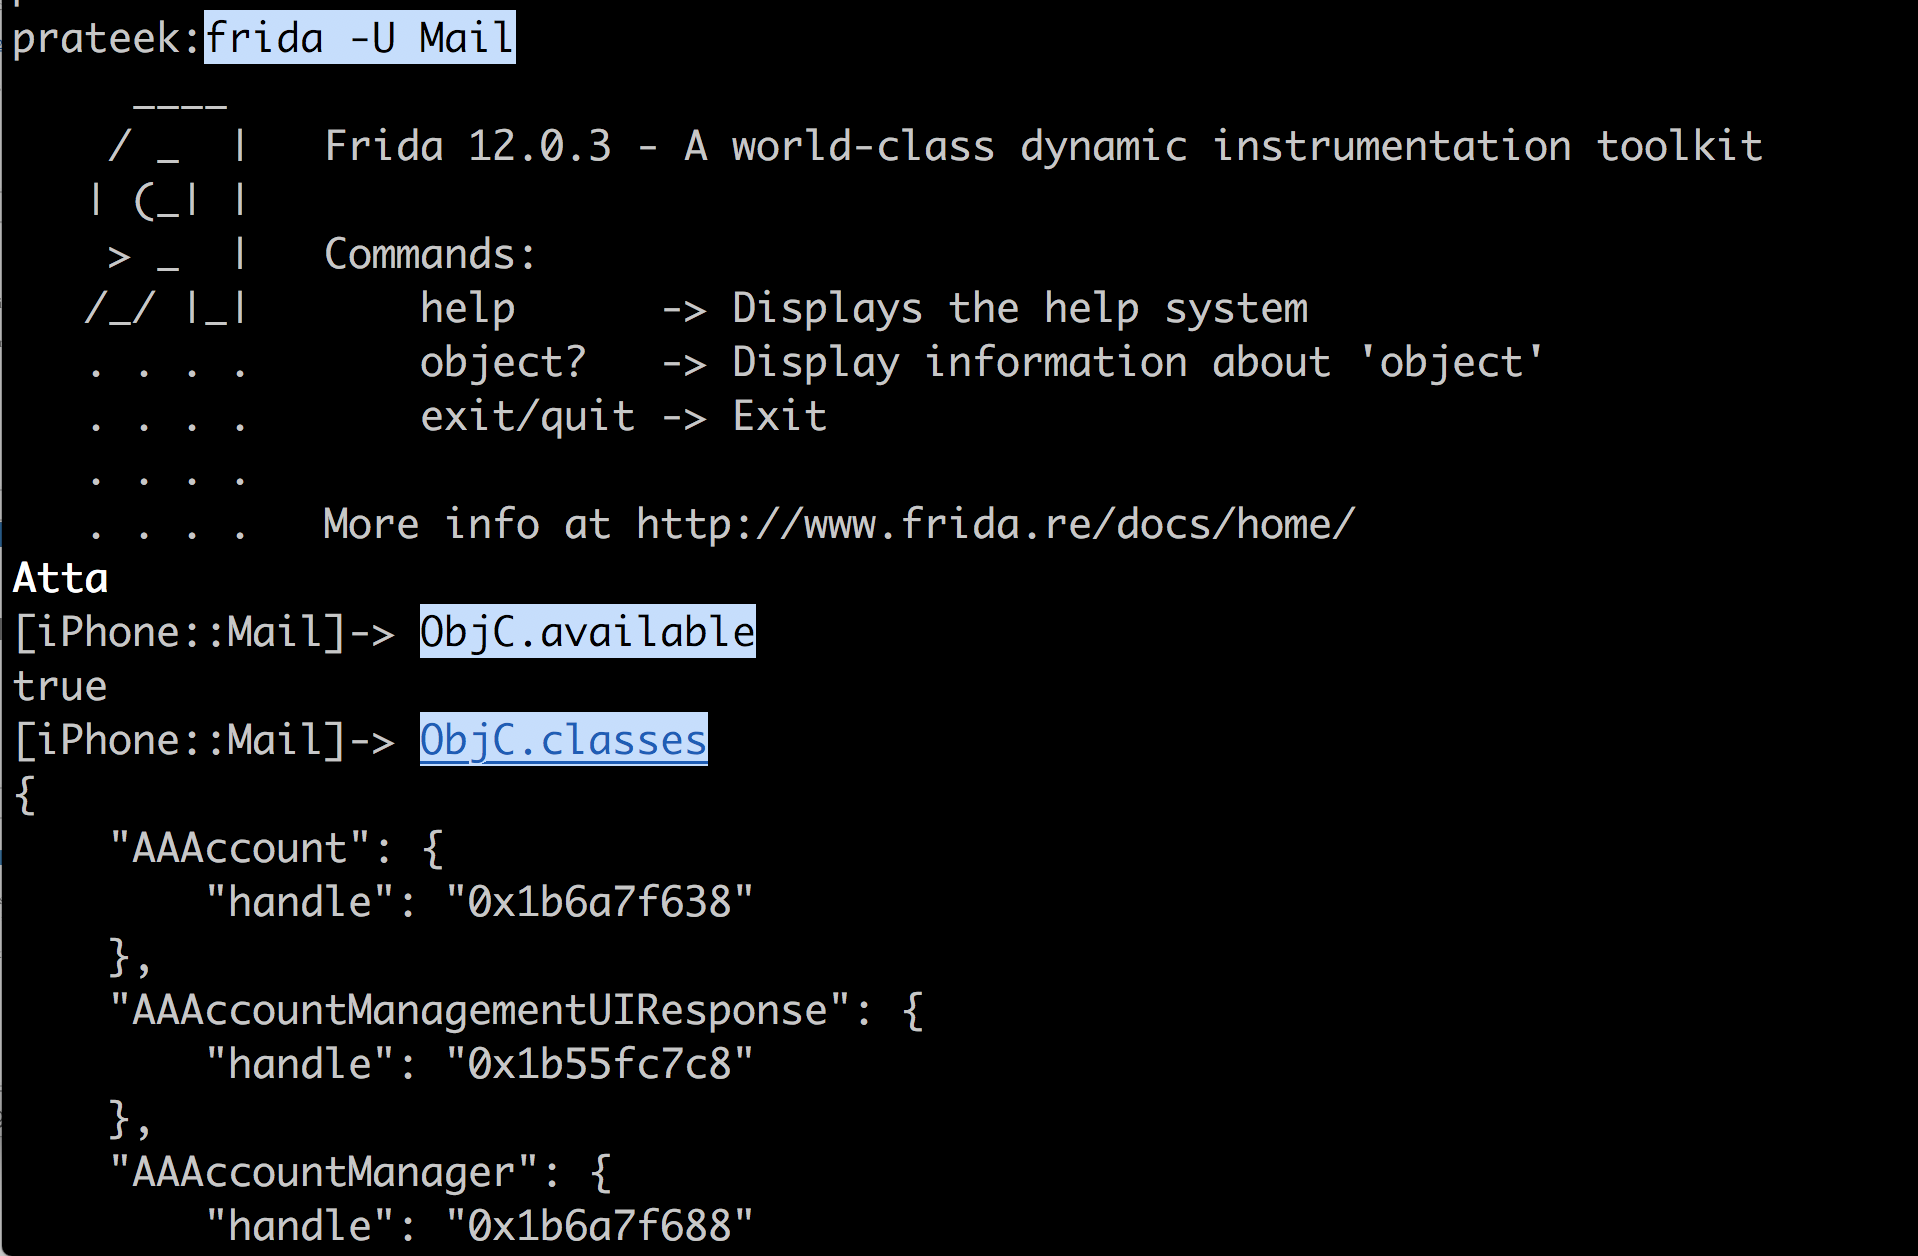 prateek:frida -U Mail
     ____
    / _  |   Frida 12.0.3 - A world-class dynamic instrumentation toolkit
   | (_| |
    > _  |   Commands:
   /_/ |_|       help      -> Displays the help system
   . . . .       object?   -> Display information about 'object'
   . . . .       exit/quit -> Exit
   . . . .
   . . . .   More info at http://www.frida.re/docs/home/
Atta
[iPhone::Mail]-> ObjC.available
true
[iPhone::Mail]-> ObjC.classes
{
    "AAAccount": {
        "handle": "0x1b6a7f638"
    },
    "AAAccountManagementUIResponse": {
        "handle": "0x1b55fc7c8"
    },
    "AAAccountManager": {
        "handle": "0x1b6a7f688"